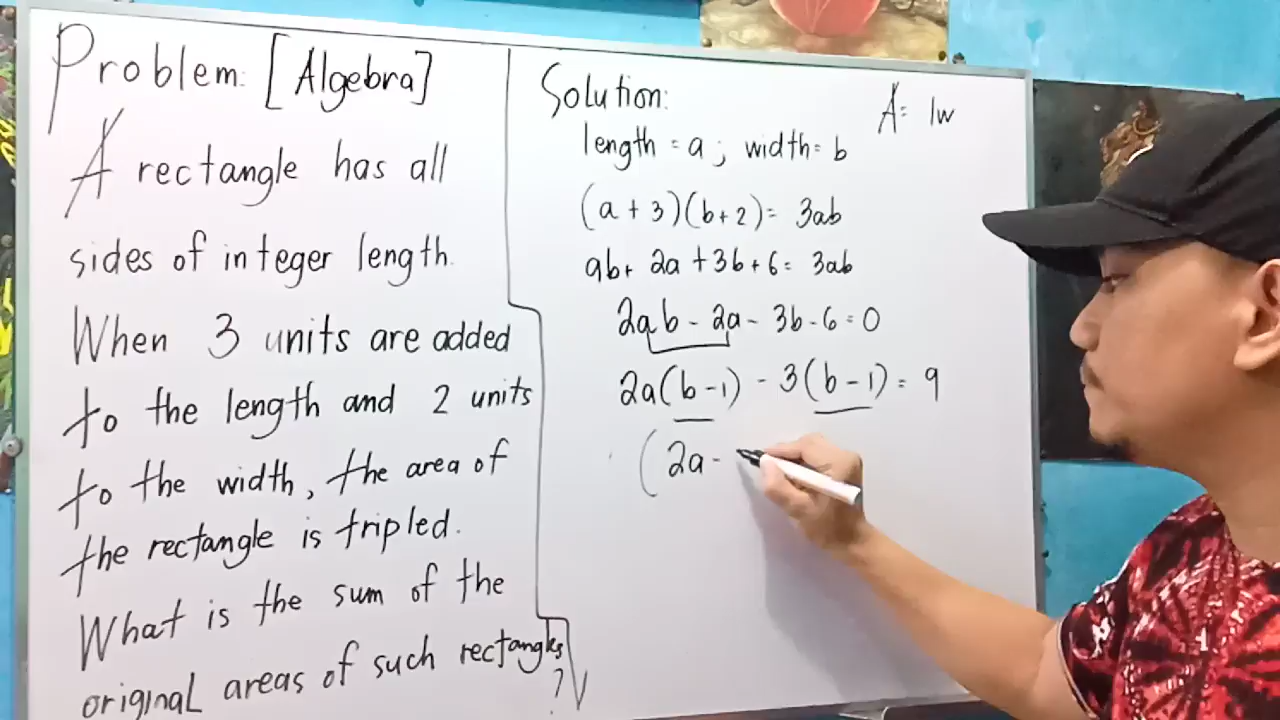 Problem: [Algebra]
A rectangle has all
sides of integer length.
When 3 units are added
to the length and 2 units
to the width, the area of
the rectangle is tripled.
What is the sum of the
original areas of such rectangles
?
Solution:
A = lw
length = a ; width = b
(a + 3)(b+2) = 3ab
ab + 2a + 3b + 6 = 3ab
2ab - 2a - 3b - 6 = 0
2a(b-1) - 3(b-1) = 9
(2a -